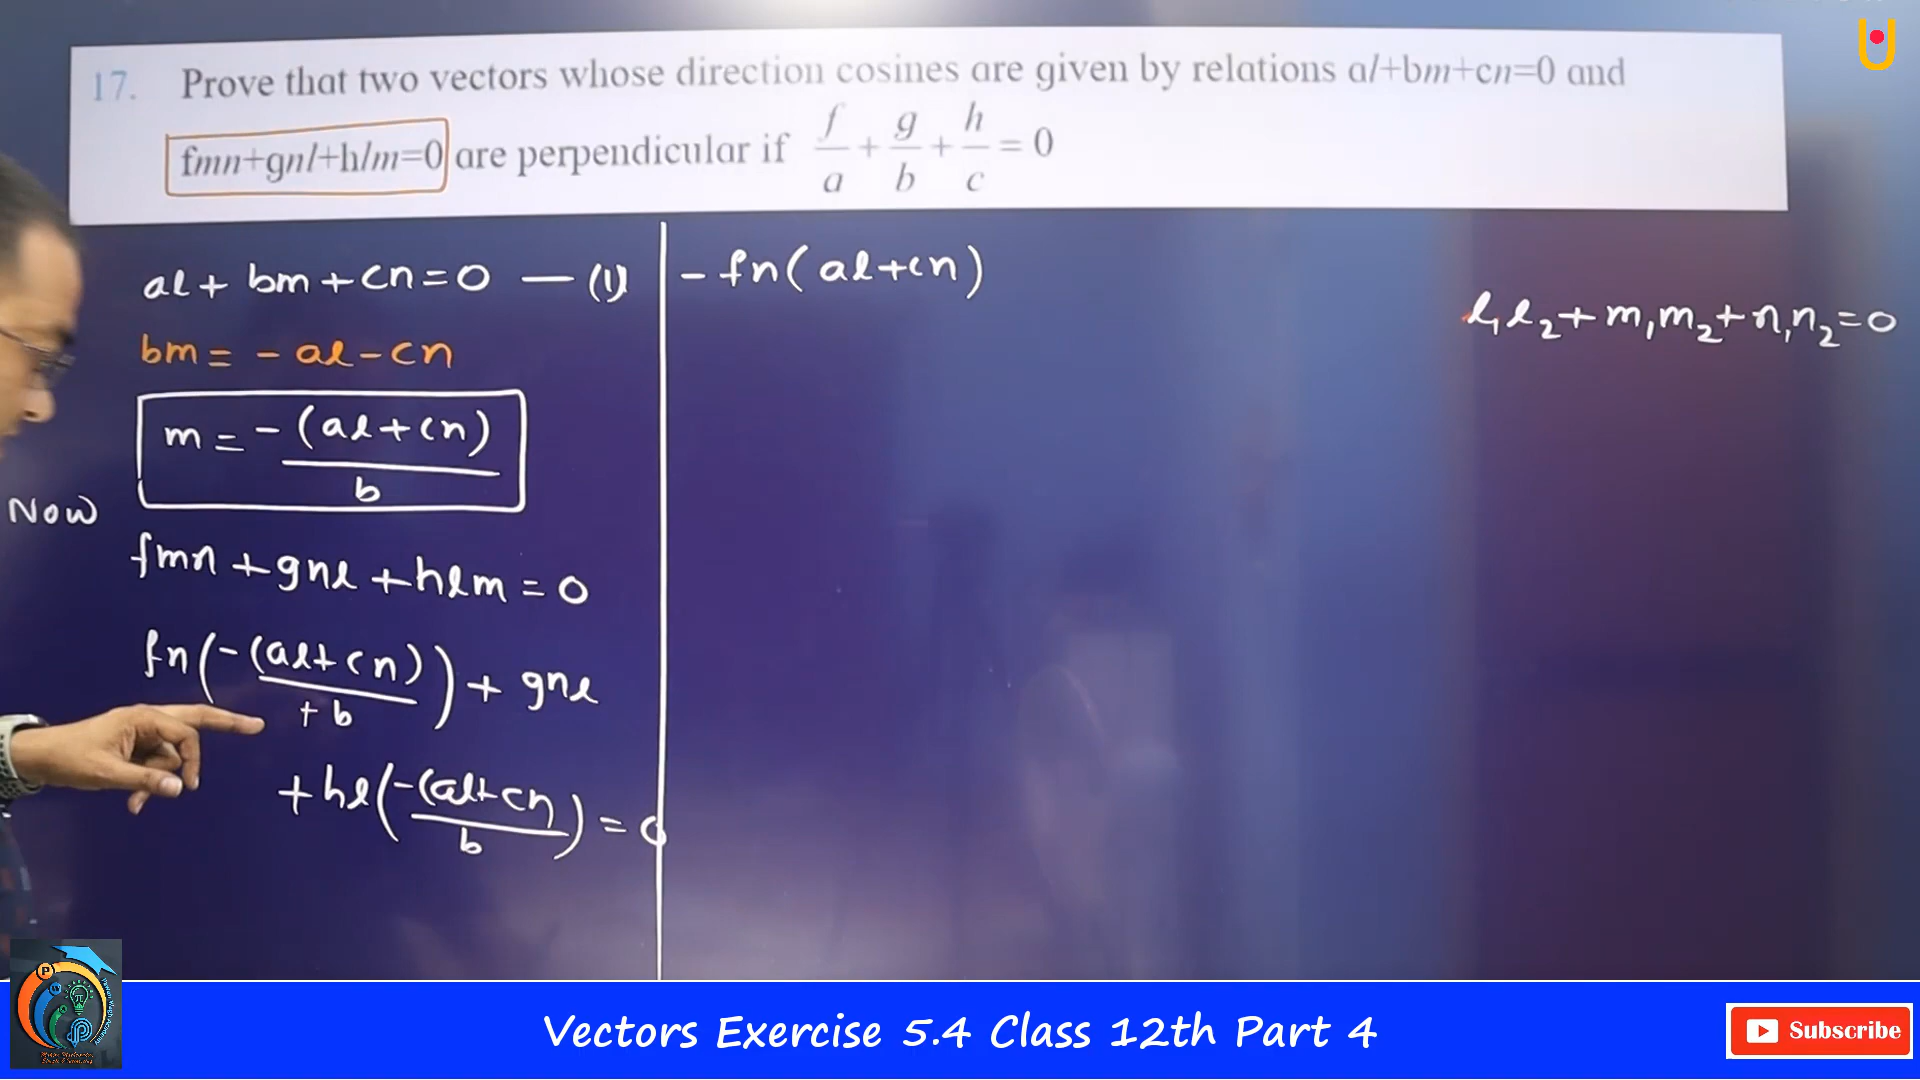 17. Prove that two vectors whose direction cosines are given by relations al+bm+cn=0 and
fmn+gnl+hlm=0 are perpendicular if f/a + g/b + h/c = 0
al + bm + cn = 0 — (1)
bm = - al - cn
m = -(al+cn)/b
Now
fmn + gnl + hlm = 0
fn(-(al+cn)/+b) + gnl
+ hl(-(al+cn)/b) = 0
- fn(al+cn)
l₁l₂ + m₁m₂ + n₁n₂ = 0
Vectors Exercise 5.4 Class 12th Part 4
Subscribe